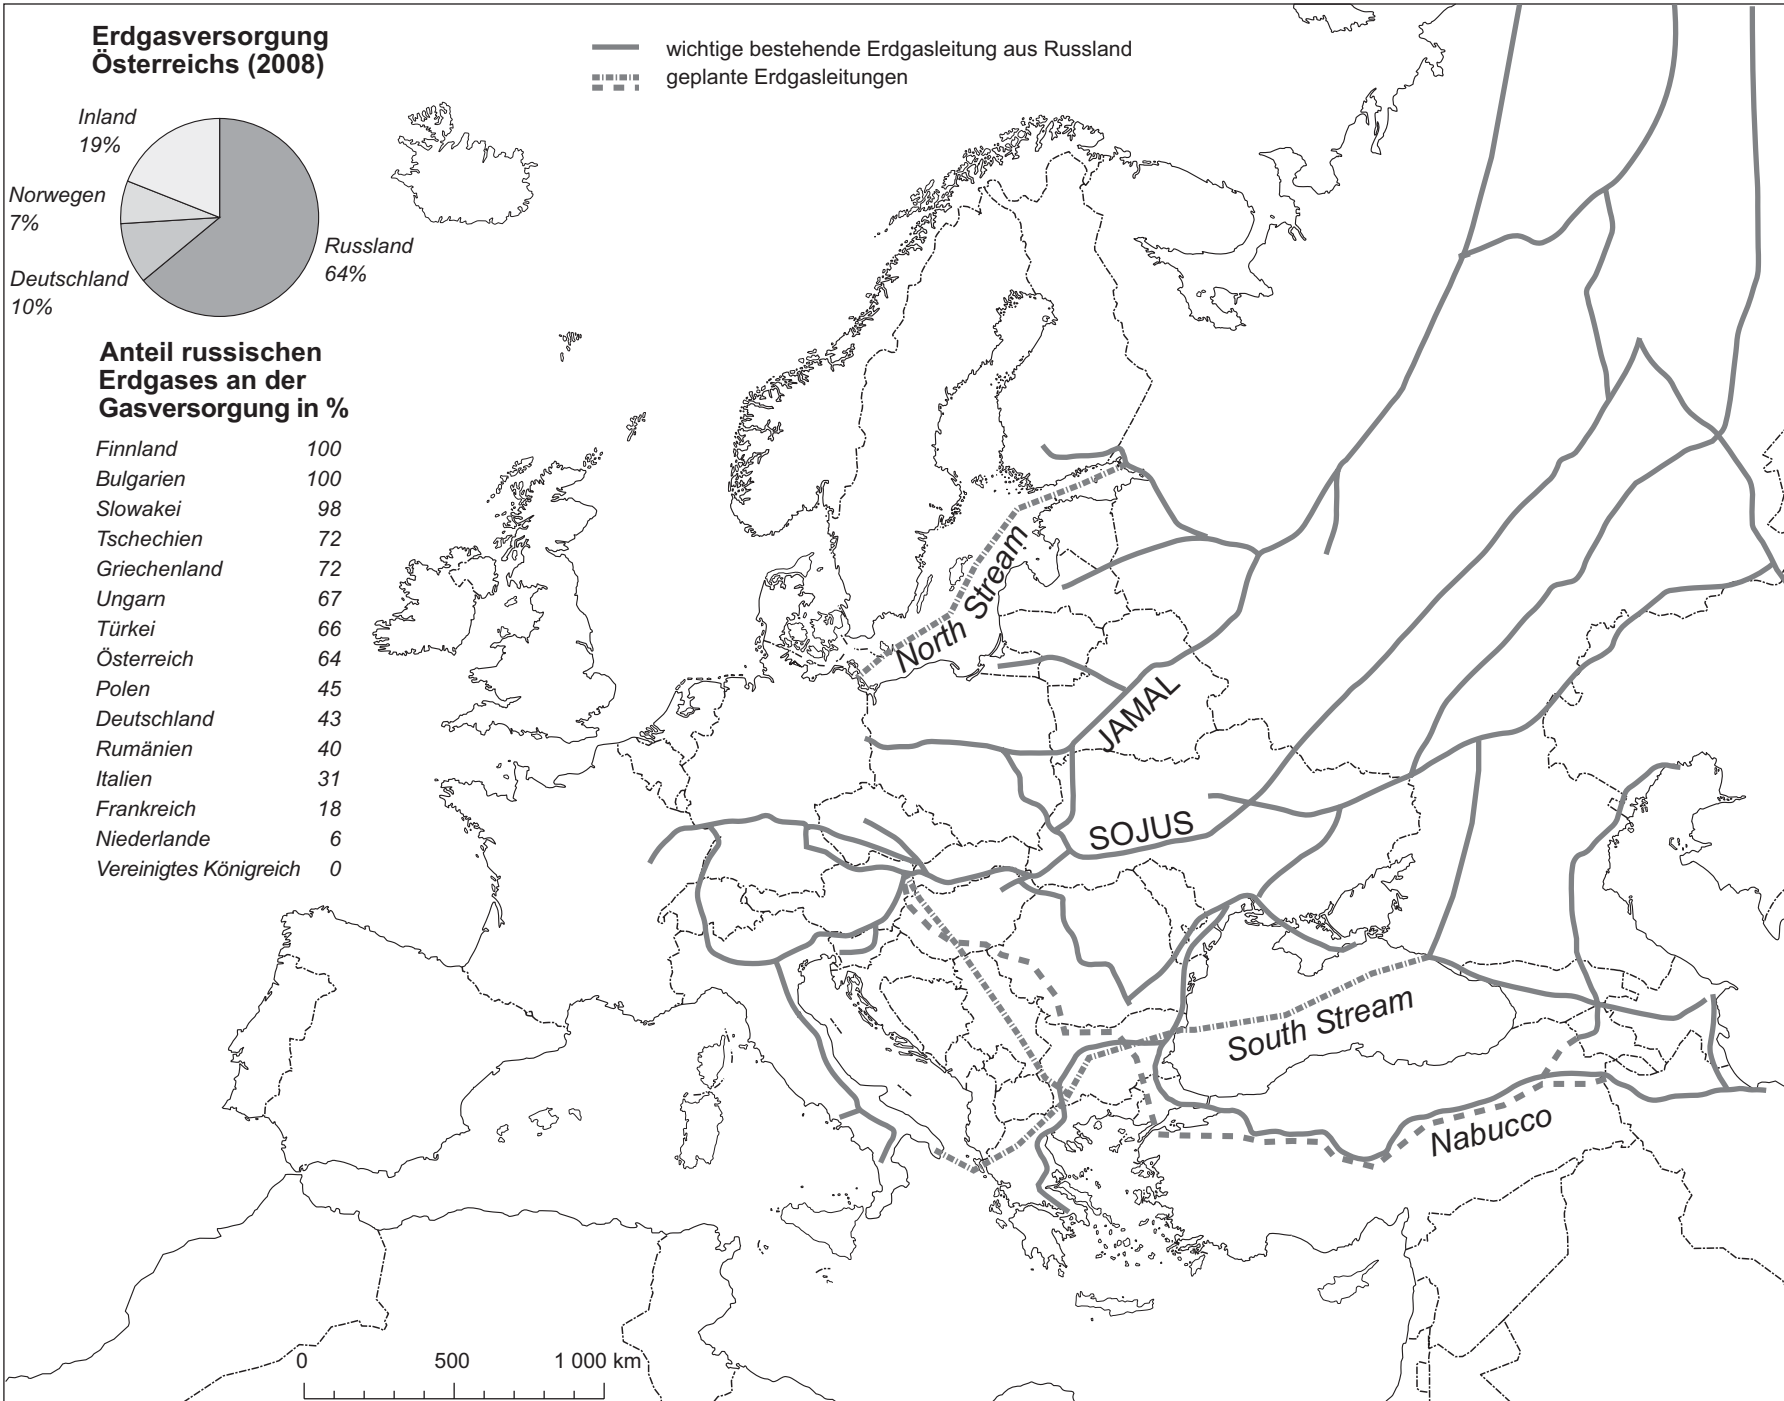 Erdgasversorgung
Österreichs (2008)
wichtige bestehende Erdgasleitung aus Russland
geplante Erdgasleitungen
Inland
19%
Norwegen
7%
Russland
64%
Deutschland
10%
Anteil russischen
Erdgases an der
Gasversorgung in %
Finnland 100
Bulgarien 100
Slowakei 98
Tschechien 72
Griechenland 72
Ungarn 67
Türkei 66
Österreich 64
Polen 45
Deutschland 43
Rumänien 40
Italien 31
Frankreich 18
Niederlande 6
Vereinigtes Königreich 0
North Stream
JAMAL
SOJUS
South Stream
Nabucco
0 500 1 000 km